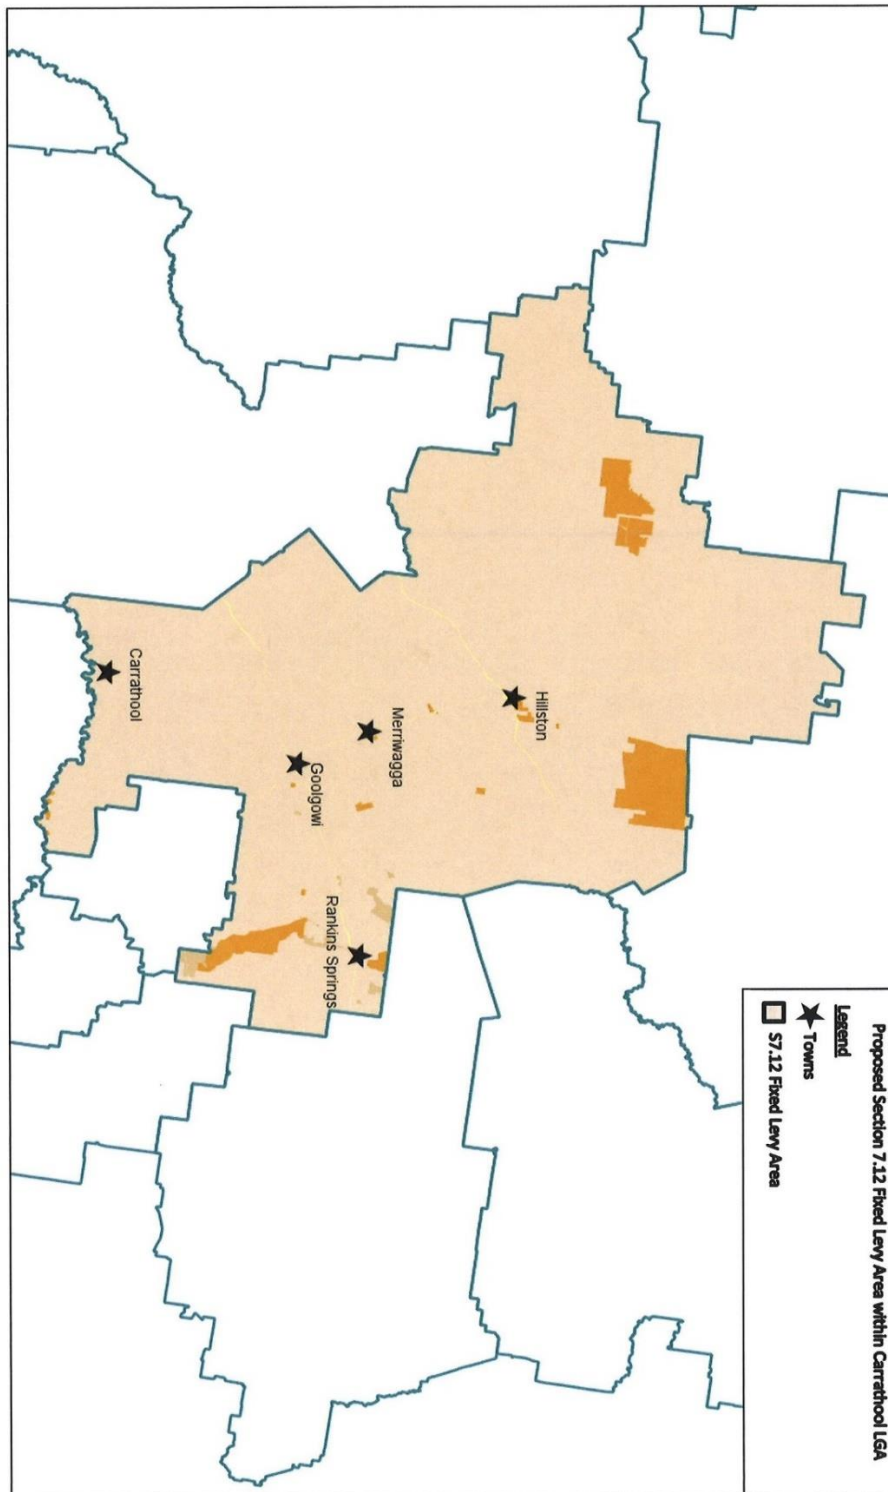 Proposed Section 7.12 Fixed Levy Area within Carrathool LGA
Legend
Towns
S7.12 Fixed Levy Area
Hillston
Merriwagga
Goolgowi
Rankins Springs
Carrathool